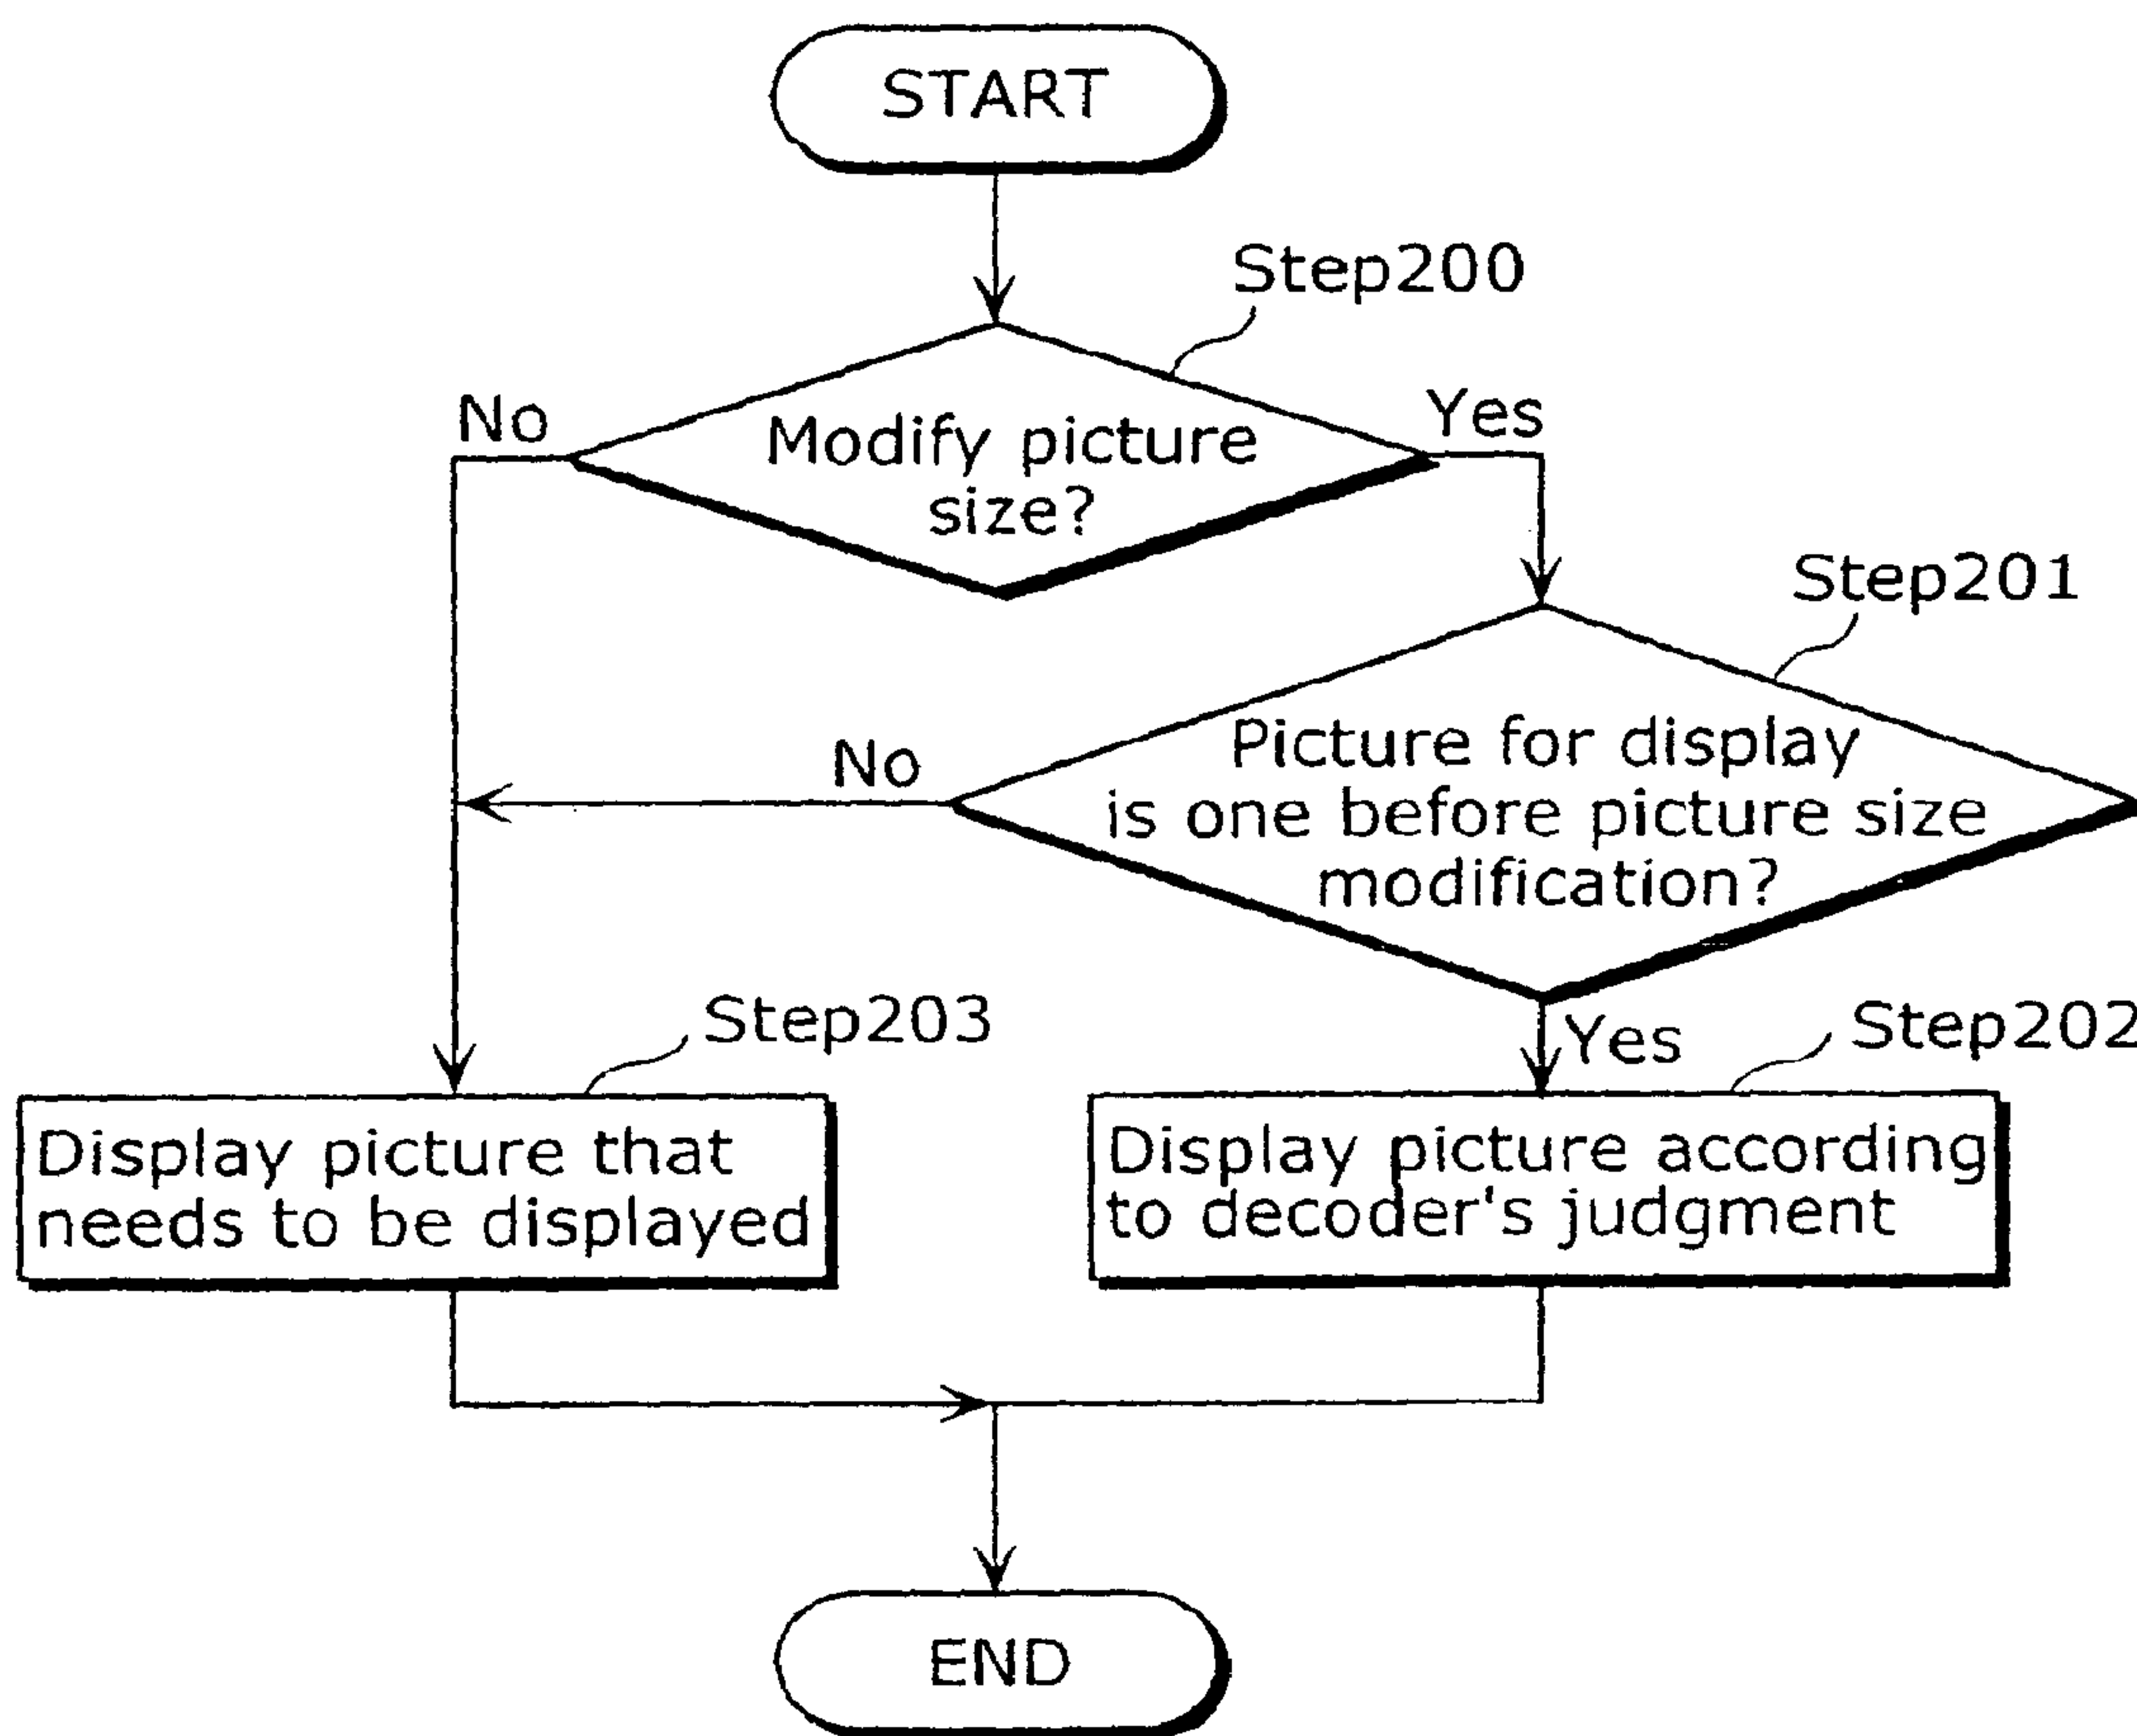 START
Step200
No
Yes
Modify picture
size?
Step201
No
Picture for display
is one before picture size
modification?
Yes
Step203
Step202
Display picture that
needs to be displayed
Display picture according
to decoder's judgment
END